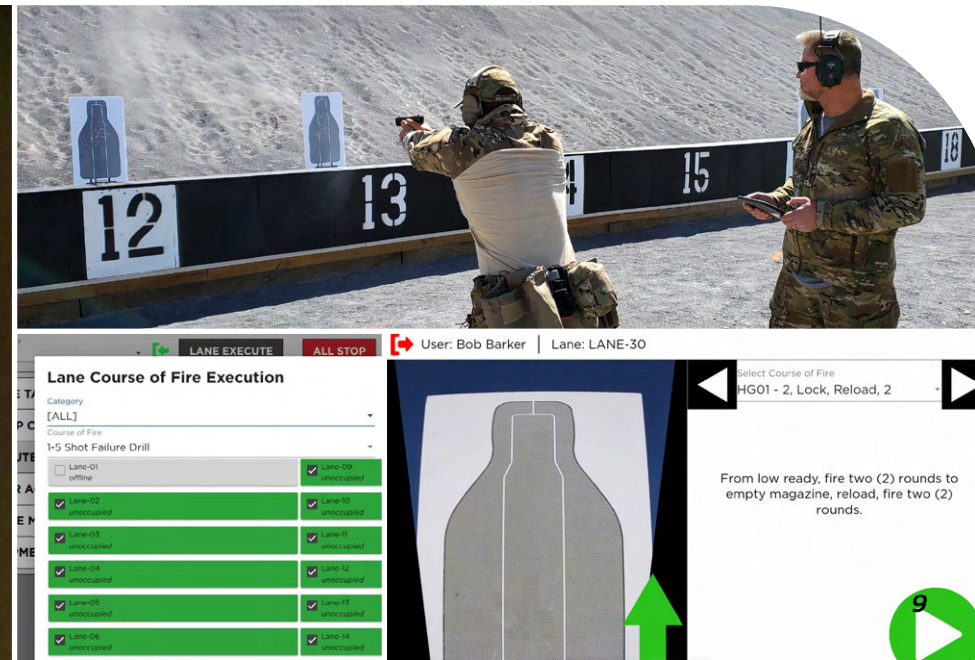 12
13
15
18
LANE EXECUTE
ALL STOP
Lane Course of Fire Execution
Category
[ALL]
Course of Fire
1-5 Shot Failure Drill
Lane-01
offline
Lane-09
unoccupied
Lane-02
unoccupied
Lane-10
unoccupied
Lane-03
unoccupied
Lane-11
unoccupied
Lane-04
unoccupied
Lane-12
unoccupied
Lane-05
unoccupied
Lane-13
unoccupied
Lane-06
unoccupied
Lane-14
unoccupied
User: Bob Barker | Lane: LANE-30
Select Course of Fire
HG01 - 2, Lock, Reload, 2
From low ready, fire two (2) rounds to
empty magazine, reload, fire two (2)
rounds.
9